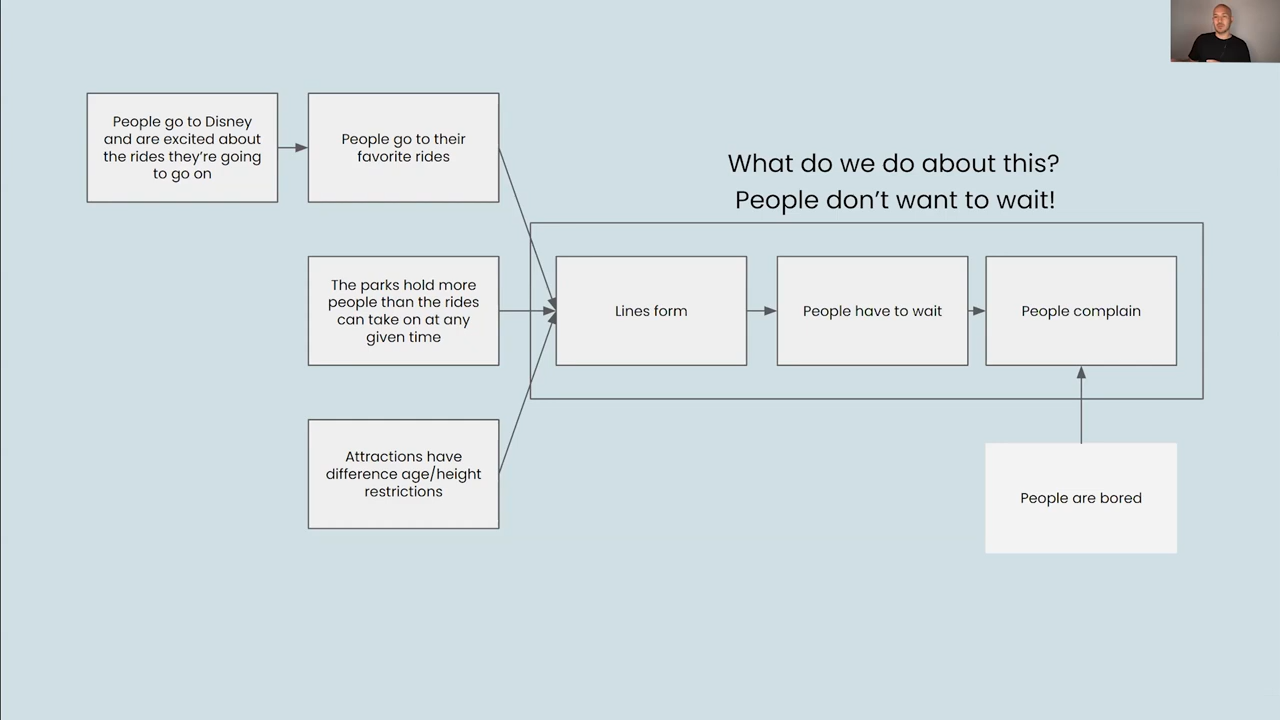 People go to Disney
and are excited about
the rides they're going
to go on
People go to their
favorite rides
What do we do about this?
People don't want to wait!
The parks hold more
people than the rides
can take on at any
given time
Lines form
People have to wait
People complain
Attractions have
difference age/height
restrictions
People are bored